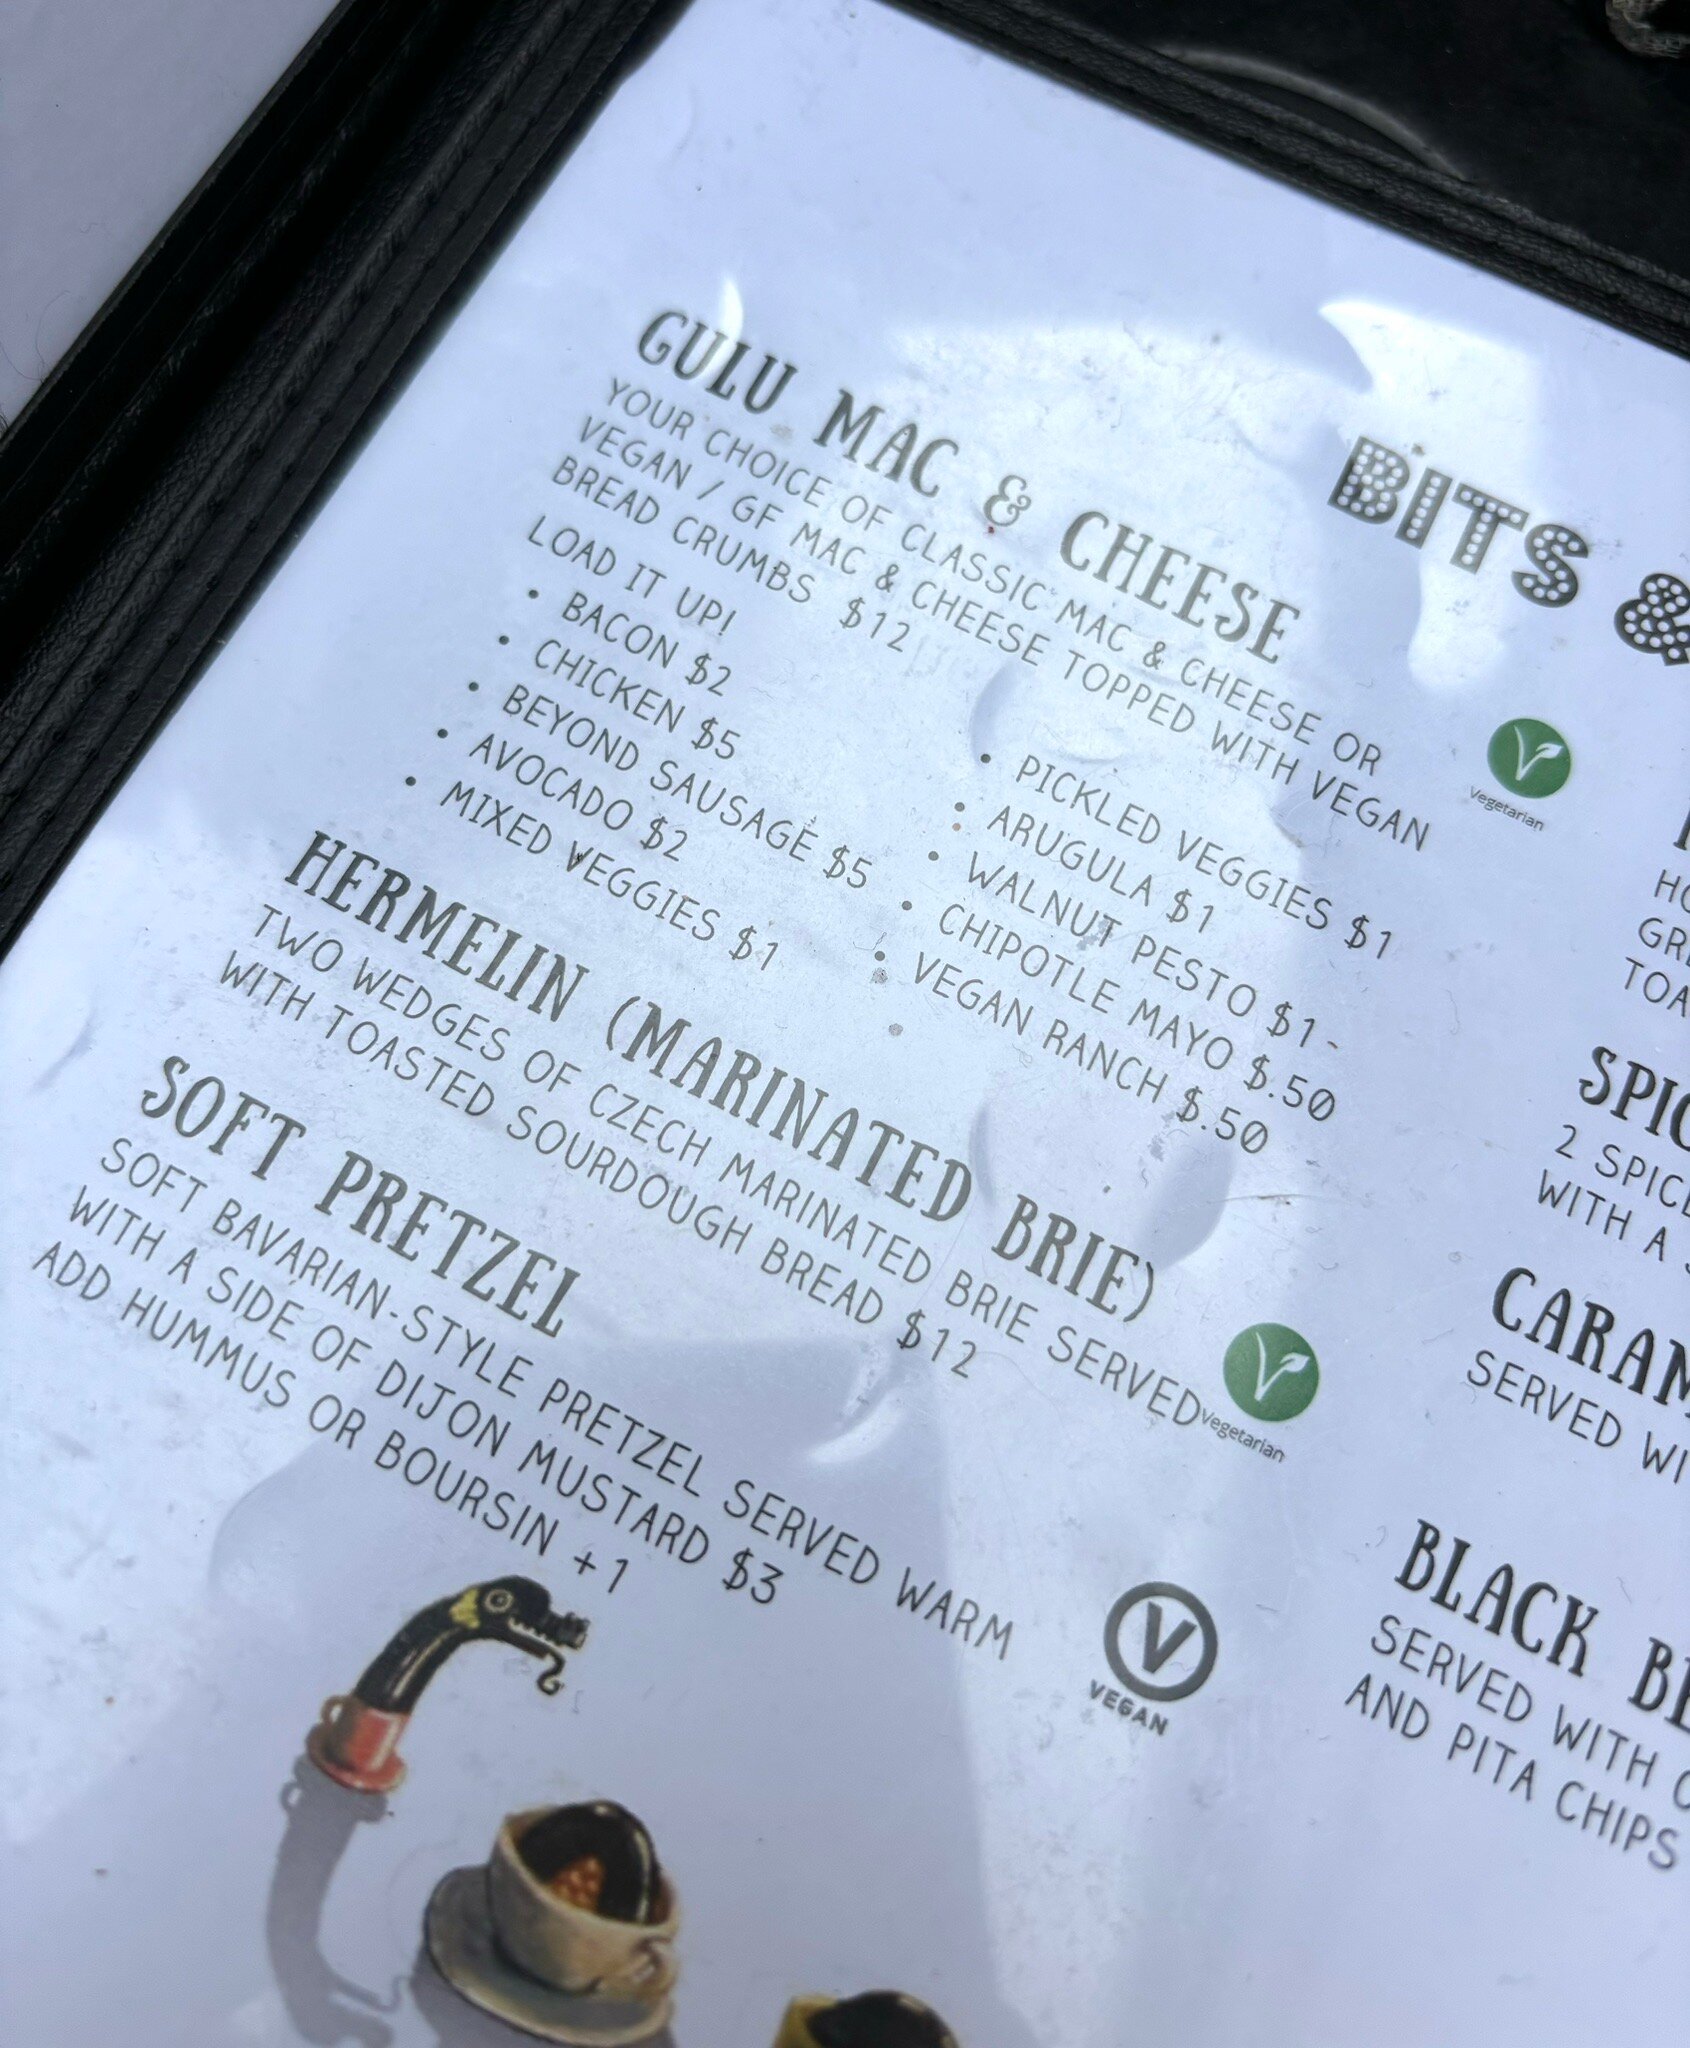 BITS &
GULU MAC & CHEESE
YOUR CHOICE OF CLASSIC MAC & CHEESE OR
VEGAN / GF MAC & CHEESE TOPPED WITH VEGAN
BREAD CRUMBS $12
Vegetarian
LOAD IT UP!
• BACON $2
• CHICKEN $5
• BEYOND SAUSAGE $5
• AVOCADO $2
• MIXED VEGGIES $1
• PICKLED VEGGIES $1
• ARUGULA $1
• WALNUT PESTO $1-
• CHIPOTLE MAYO $.50
• VEGAN RANCH $.50
HERMELIN (MARINATED BRIE)
TWO WEDGES OF CZECH MARINATED BRIE SERVED
WITH TOASTED SOURDOUGH BREAD $12
Vegetarian
SOFT PRETZEL
SOFT BAVARIAN-STYLE PRETZEL SERVED WARM
WITH A SIDE OF DIJON MUSTARD $3
ADD HUMMUS OR BOURSIN +1
V
VEGAN
2
WITH A
SERVED
BLACK
SERVED WITH
AND PITA CHIPS